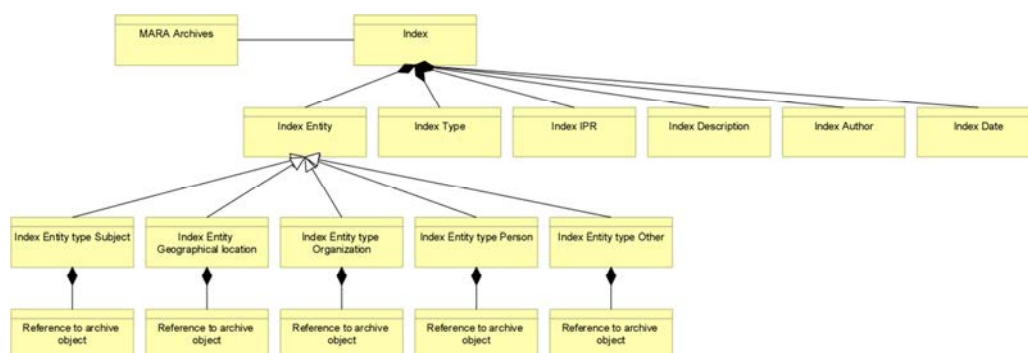 MARA Archives
Index
Index Entity
Index Type
Index IPR
Index Description
Index Author
Index Date
Index Entity type Subject
Index Entity
Geographical location
Index Entity type
Organization
Index Entity type Person
Index Entity type Other
Reference to archive
object
Reference to archive
object
Reference to archive
object
Reference to archive
object
Reference to archive
object